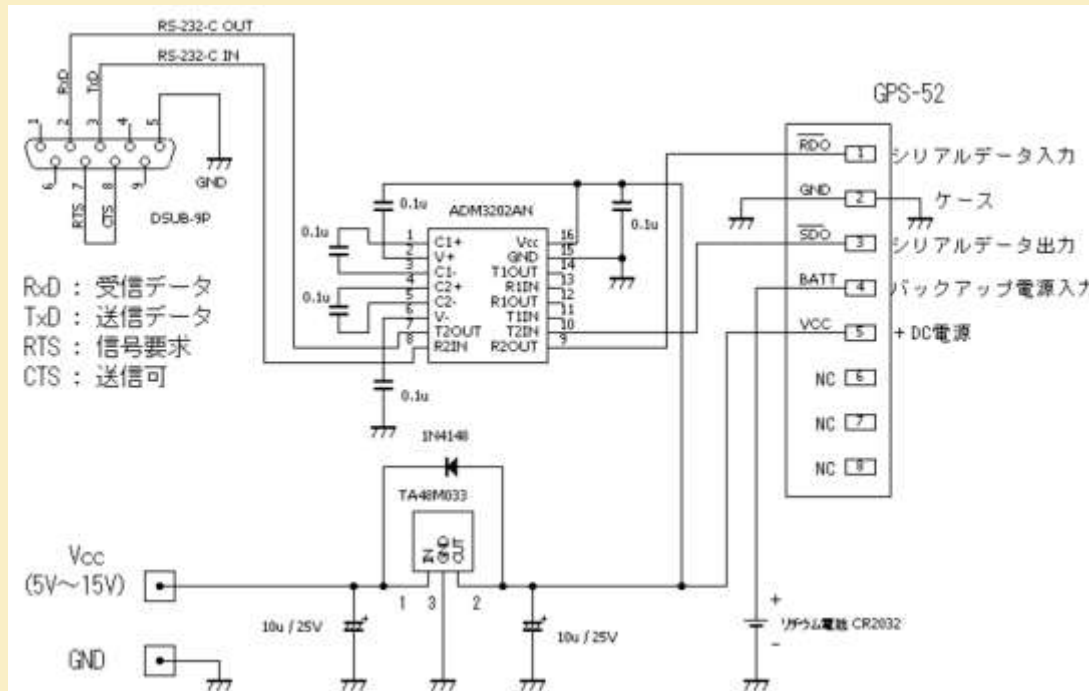 RS-232-C OUT
RS-232-C IN
RxD
TxD
1
2
3
4
5
6
7
8
9
RTS
CTS
GND
DSUB-9P
RxD : 受信データ
TxD : 送信データ
RTS : 信号要求
CTS : 送信可
ADM3202AN
0.1u
0.1u
0.1u
0.1u
0.1u
1 C1+
2 V+
3 C1-
4 C2+
5 C2-
6 V-
7 T2OUT
8 R2IN
Vcc 16
GND 15
T1OUT 14
R1IN 13
R1OUT 12
T1IN 11
T2IN 10
R2OUT 9
GPS-52
RDO 1 シリアルデータ入力
GND 2 ケース
SDO 3 シリアルデータ出力
BATT 4 バックアップ電源入力
VCC 5 +DC電源
NC 6
NC 7
NC 8
1N4148
TA48M033
IN
GND
OUT
1
3
2
Vcc
(5V~15V)
10u / 25V
10u / 25V
GND
+
リチウム電池 CR2032
-